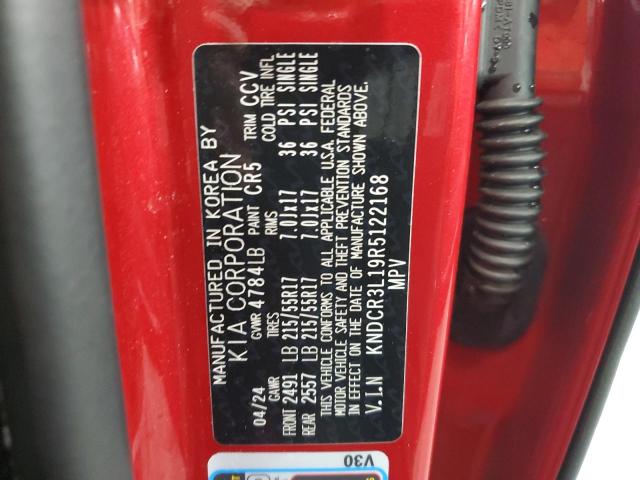 MANUFACTURED IN KOREA BY
KIA CORPORATION
04/24 GVWR 4784LB PAINT CR5 TRIM CCV
GAWR TIRES RIMS COLD TIRE INFL
FRONT 2491 LB 215/55R17 7.0Jx17 36 PSI SINGLE
REAR 2557 LB 215/55R17 7.0Jx17 36 PSI SINGLE
THIS VEHICLE CONFORMS TO ALL APPLICABLE U.S.A. FEDERAL
MOTOR VEHICLE SAFETY AND THEFT PREVENTION STANDARDS
IN EFFECT ON THE DATE OF MANUFACTURE SHOWN ABOVE.
V.I.N KNDCR3L19R5122168
MPV
V30